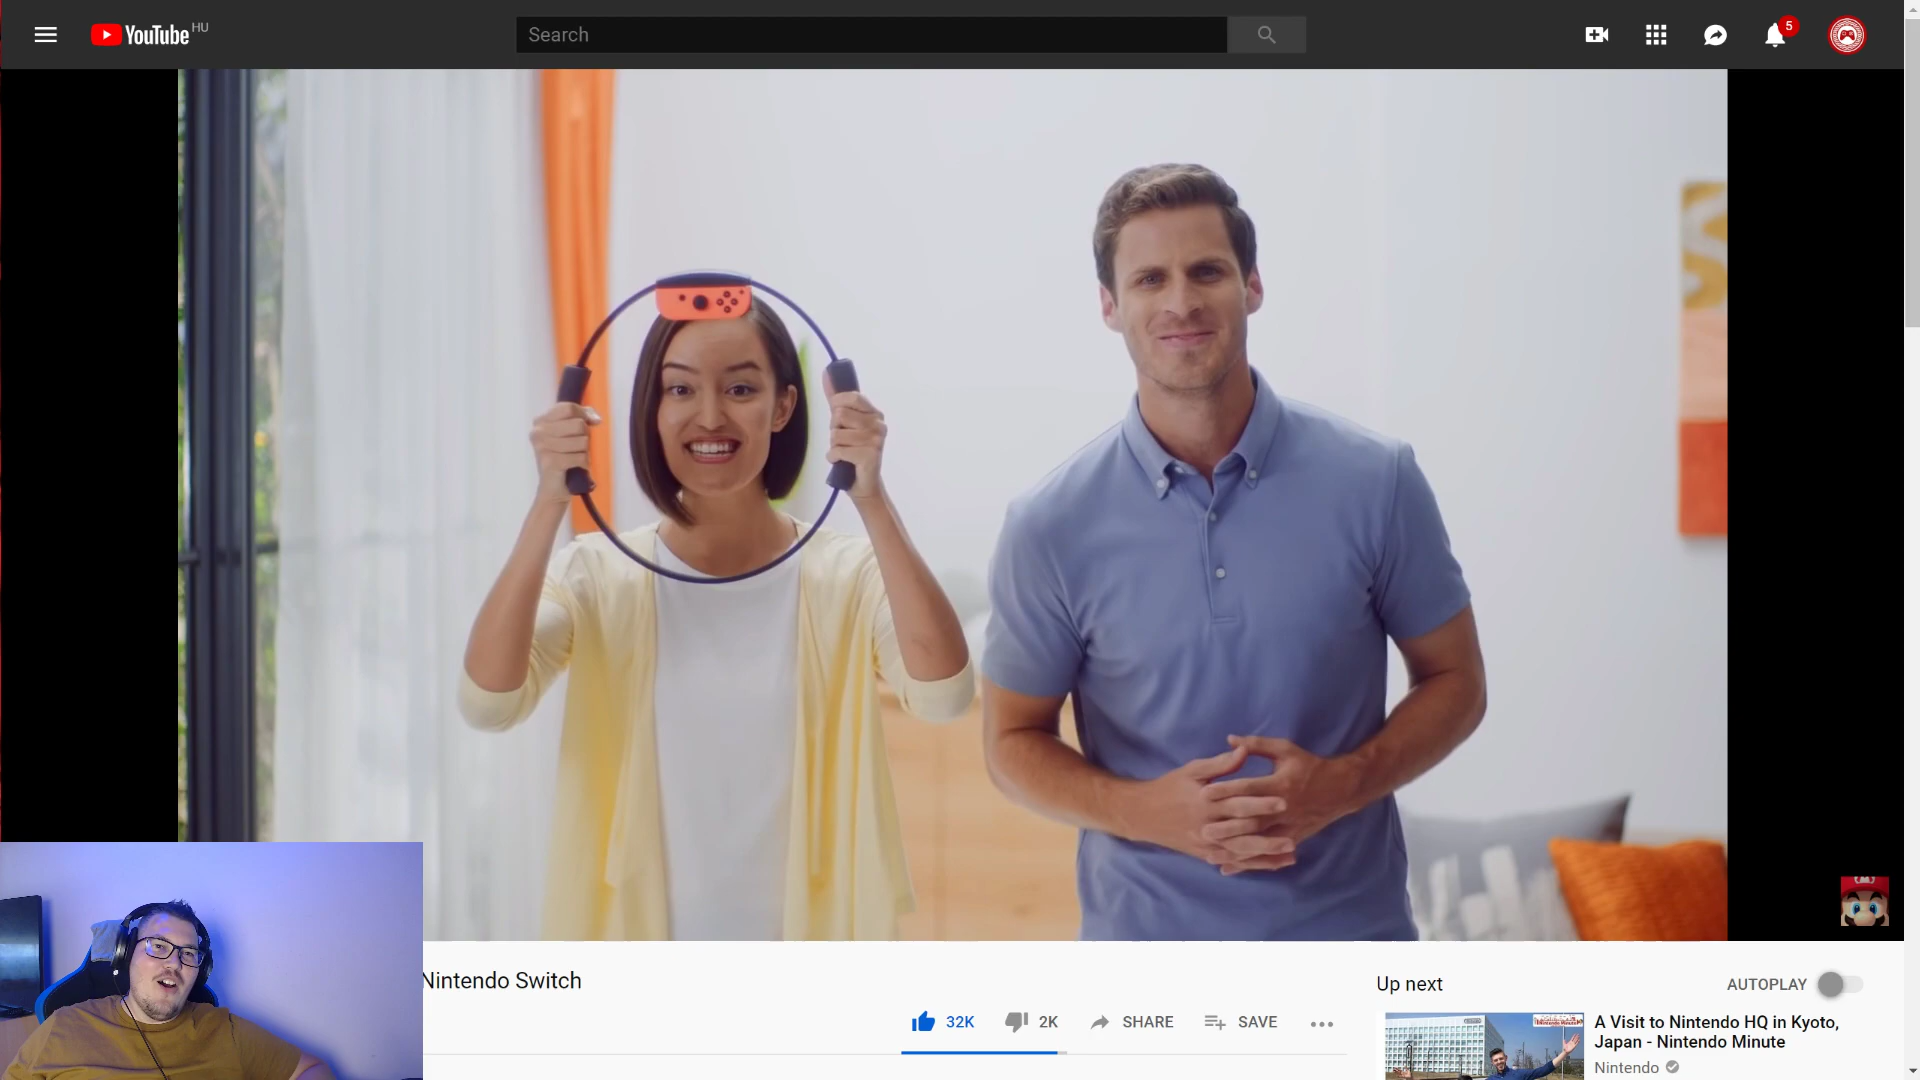 YouTube HU
Search
5
Nintendo Switch
32K
2K
SHARE
SAVE
Up next
AUTOPLAY
A Visit to Nintendo HQ in Kyoto,
Japan - Nintendo Minute
Nintendo